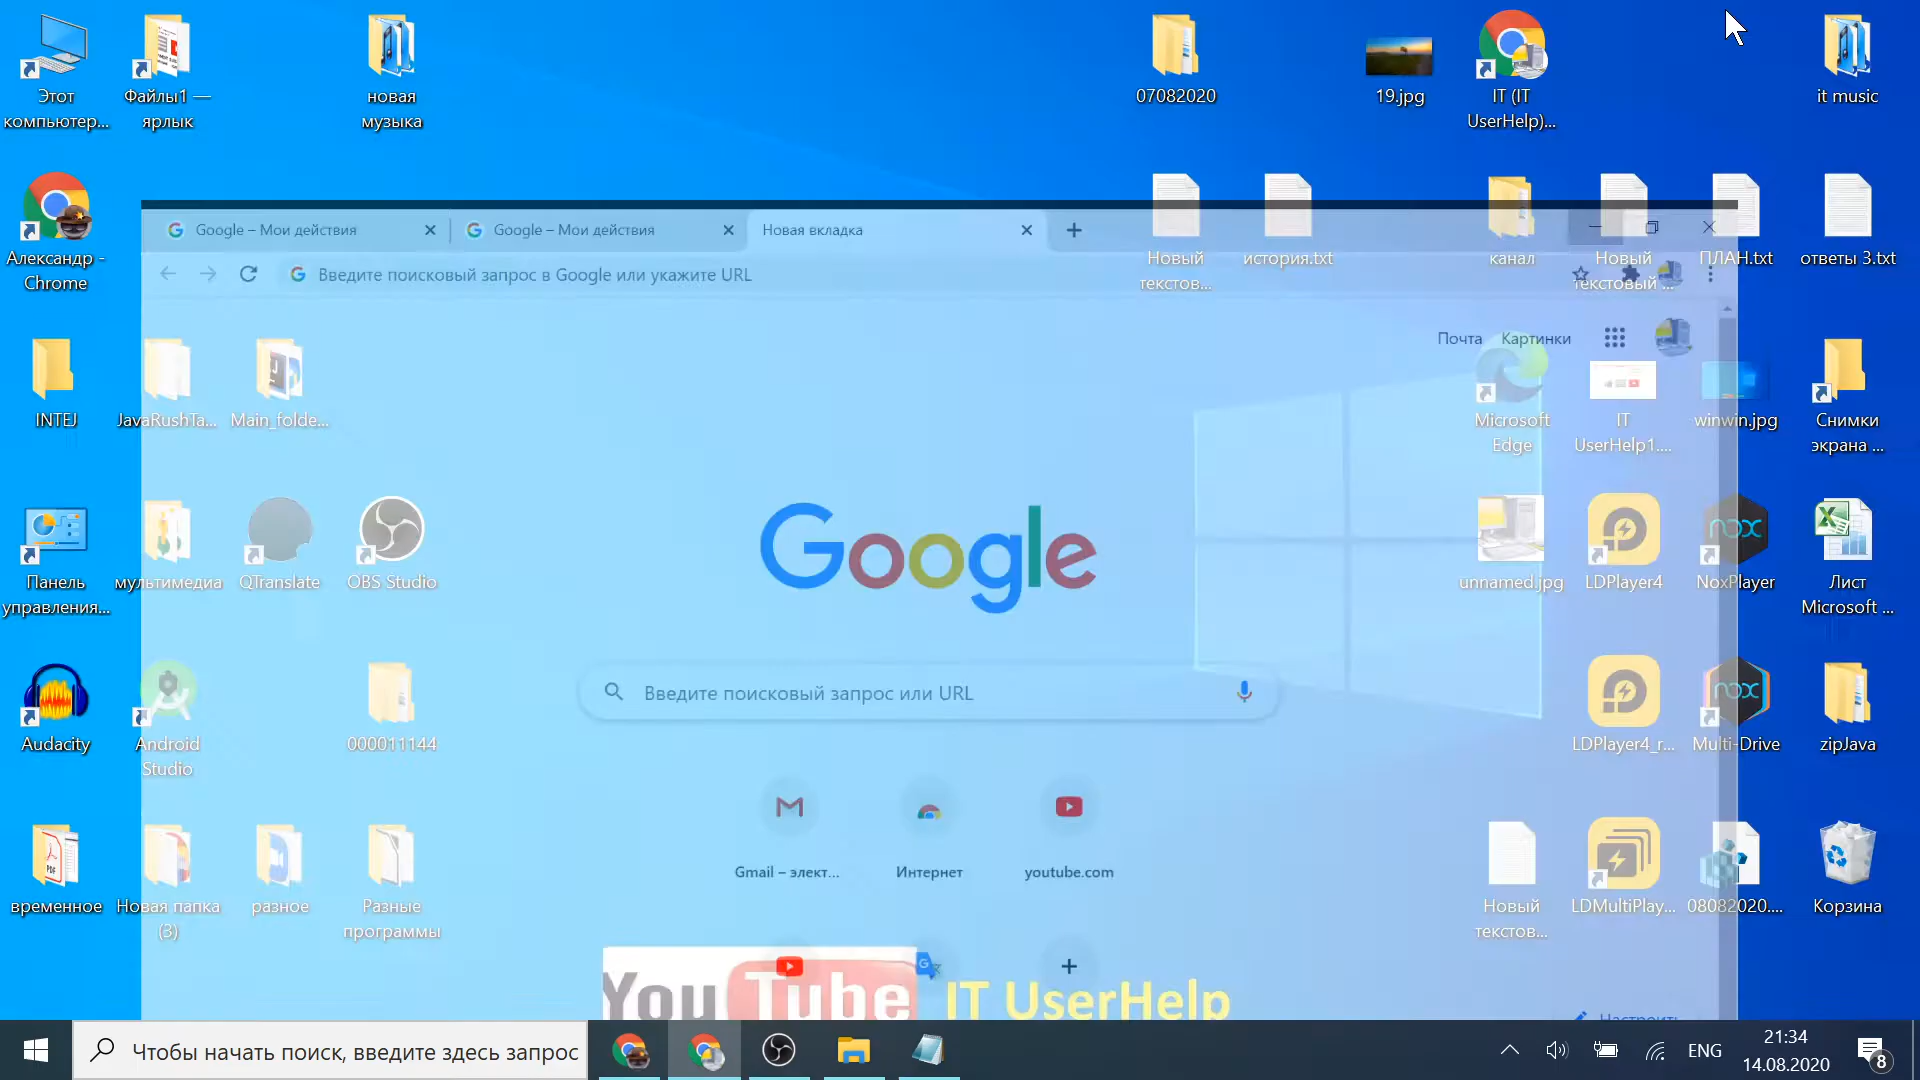 Этот
компьютер...
Файлы1 —
ярлык
новая
музыка
07082020
19.jpg
IT (IT
UserHelp)...
it music
Александр -
Chrome
Google – Мои действия
Google – Мои действия
Новая вкладка
Новый
текстов...
история.txt
канал
Новый
текстовый ...
ПЛАН.txt
ответы 3.txt
Введите поисковый запрос в Google или укажите URL
Почта
Картинки
INTEJ
JavaRushTa...
Main_folde...
Microsoft
Edge
IT
UserHelp1....
winwin.jpg
Снимки
экрана ...
Google
Панель
управления...
мультимедиа
QTranslate
OBS Studio
unnamed.jpg
LDPlayer4
nox
NoxPlayer
Лист
Microsoft ...
Введите поисковый запрос или URL
Audacity
Android
Studio
000011144
LDPlayer4_r...
nox
Multi-Drive
zipJava
Gmail – элект...
Интернет
youtube.com
PDF
временное
Новая папка
(3)
разное
Разные
программы
Новый
текстов...
LDMultiPlay...
08082020....
Корзина
YouTube
IT UserHelp
Настроить
Чтобы начать поиск, введите здесь запрос
ENG
21:34
14.08.2020
8